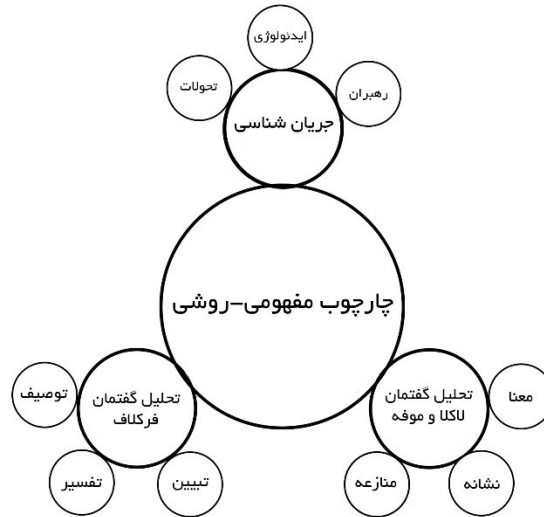 ایدئولوژی
تحولات
رهبران
جریان شناسی
چارچوب مفهومی-روشی
تحلیل گفتمان
لاکلا و موفه
معنا
نشانه
منازعه
تحلیل گفتمان
فرکلاف
توصیف
تفسیر
تبیین